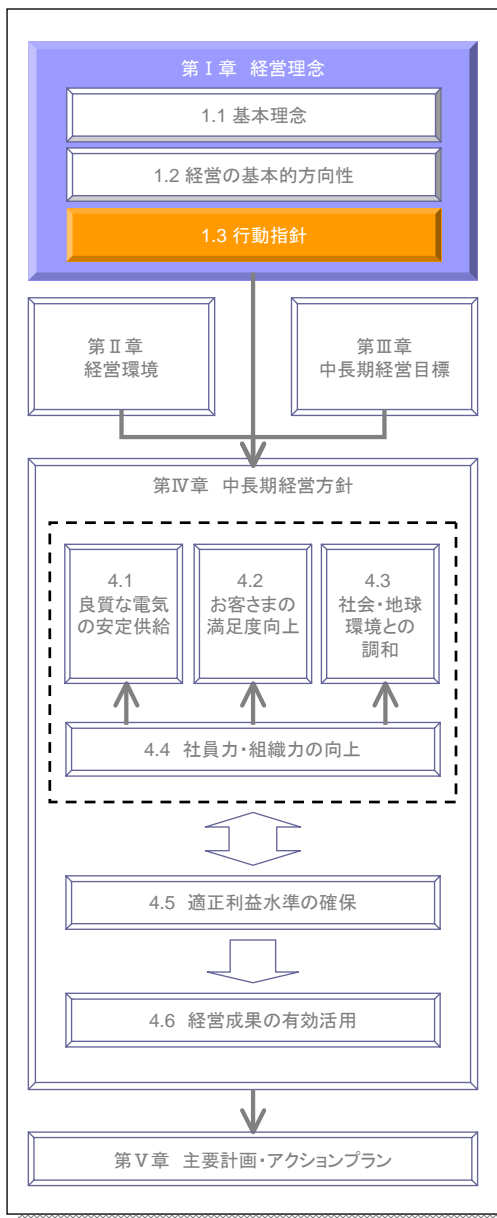 第Ⅰ章 経営理念
1.1 基本理念
1.2 経営の基本的方向性
1.3 行動指針
第Ⅱ章
経営環境
第Ⅲ章
中長期経営目標
第Ⅳ章 中長期経営方針
4.1
良質な電気
の安定供給
4.2
お客さまの
満足度向上
4.3
社会・地球
環境との
調和
4.4 社員力・組織力の向上
4.5 適正利益水準の確保
4.6 経営成果の有効活用
第Ⅴ章 主要計画・アクションプラン